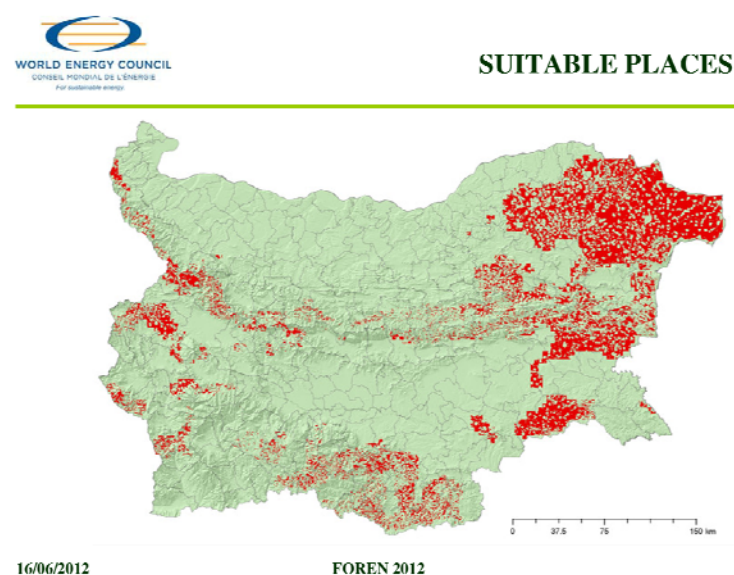 WORLD ENERGY COUNCIL
CONSEIL MONDIAL DE L'ÉNERGIE
For sustainable energy.
SUITABLE PLACES
0 37.5 75 150 km
16/06/2012 FOREN 2012